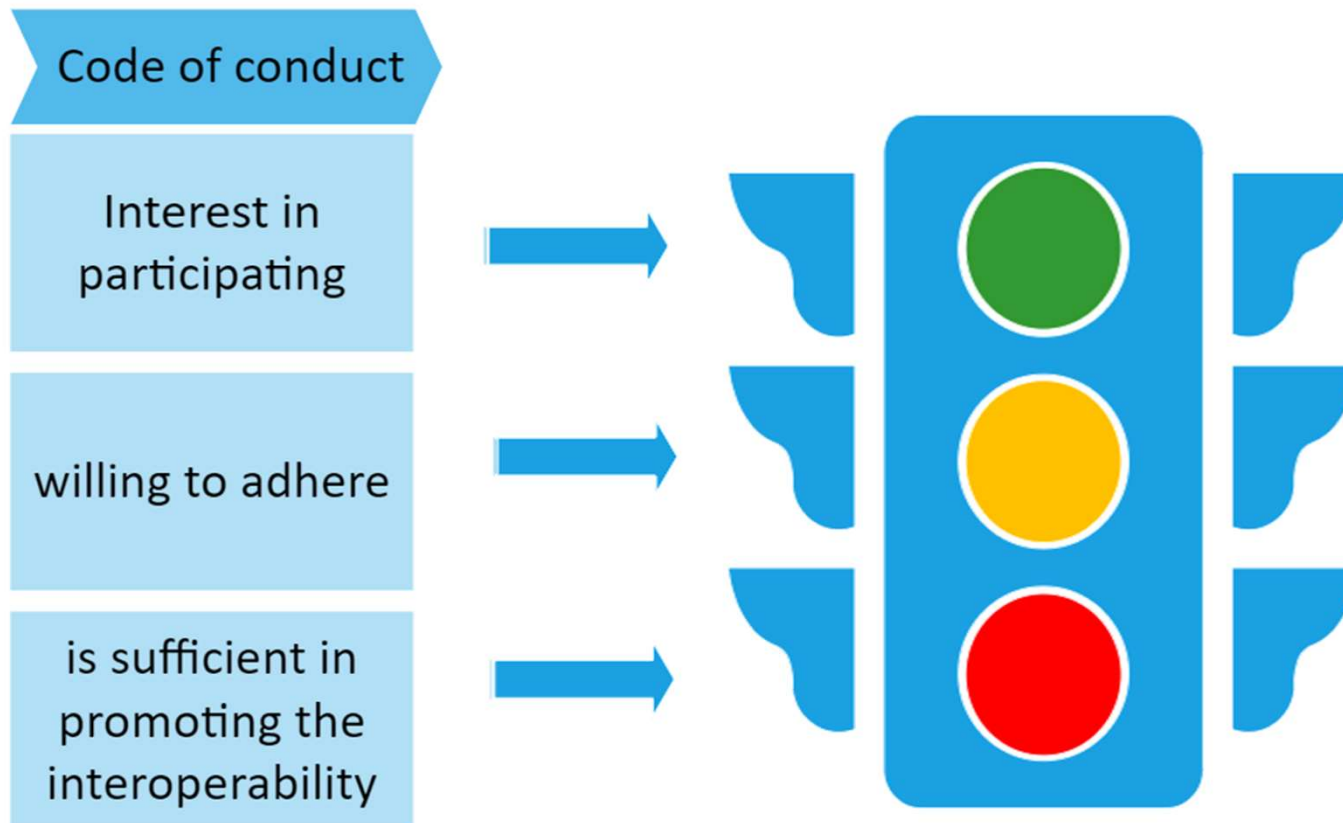 Code of conduct
Interest in
participating
willing to adhere
is sufficient in
promoting the
interoperability